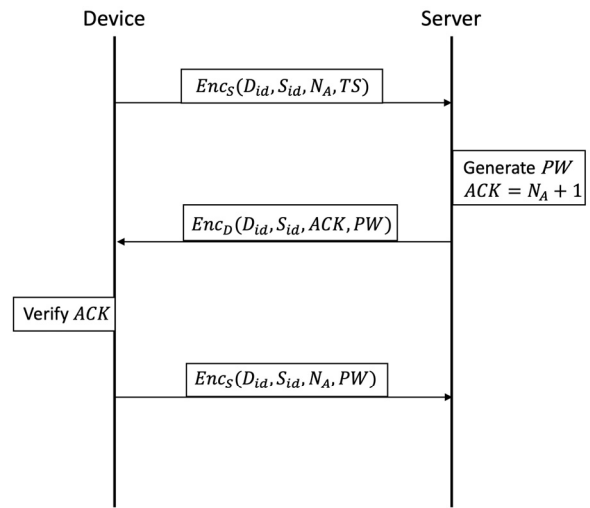 Device Server
Enc_S(D_id, S_id, N_A, TS)
Generate PW
ACK = N_A + 1
Enc_D(D_id, S_id, ACK, PW)
Verify ACK
Enc_S(D_id, S_id, N_A, PW)